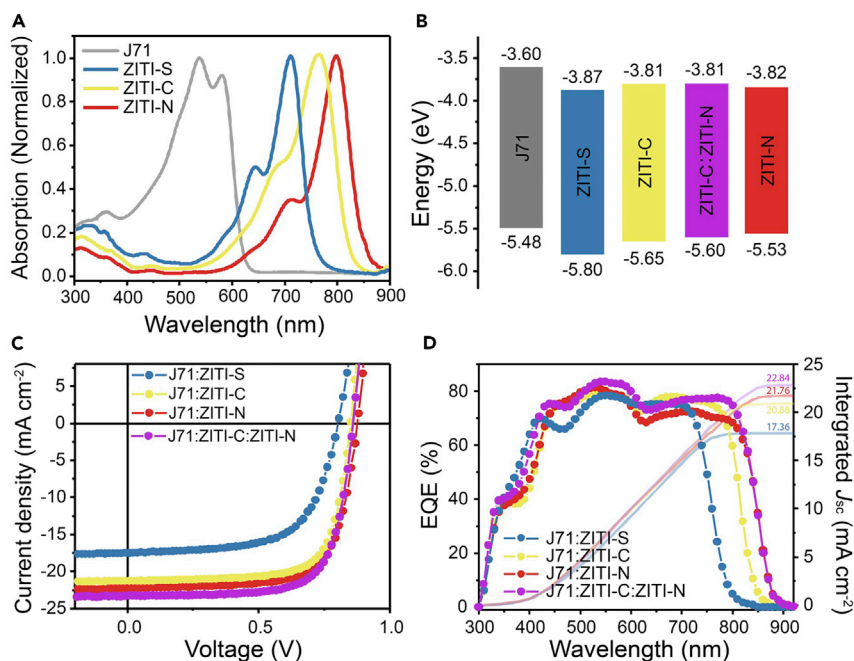 A
J71
ZITI-S
ZITI-C
ZITI-N
Absorption (Normalized)
1.0
0.8
0.6
0.4
0.2
0.0
300 400 500 600 700 800 900
Wavelength (nm)
B
Energy (eV)
-3.5
-4.0
-4.5
-5.0
-5.5
-6.0
-3.60 -3.87 -3.81 -3.81 -3.82
J71 ZITI-S ZITI-C ZITI-C:ZITI-N ZITI-N
-5.48 -5.80 -5.65 -5.60 -5.53
C
J71:ZITI-S
J71:ZITI-C
J71:ZITI-N
J71:ZITI-C:ZITI-N
Current density (mA cm⁻²)
5
0
-5
-10
-15
-20
-25
0.0 0.5 1.0
Voltage (V)
D
EQE (%)
80
60
40
20
0
22.84
21.76
20.88
17.36
J71:ZITI-S
J71:ZITI-C
J71:ZITI-N
J71:ZITI-C:ZITI-N
25
20
15
10
5
0
Intergrated Jsc (mA cm⁻²)
300 400 500 600 700 800 900
Wavelength (nm)